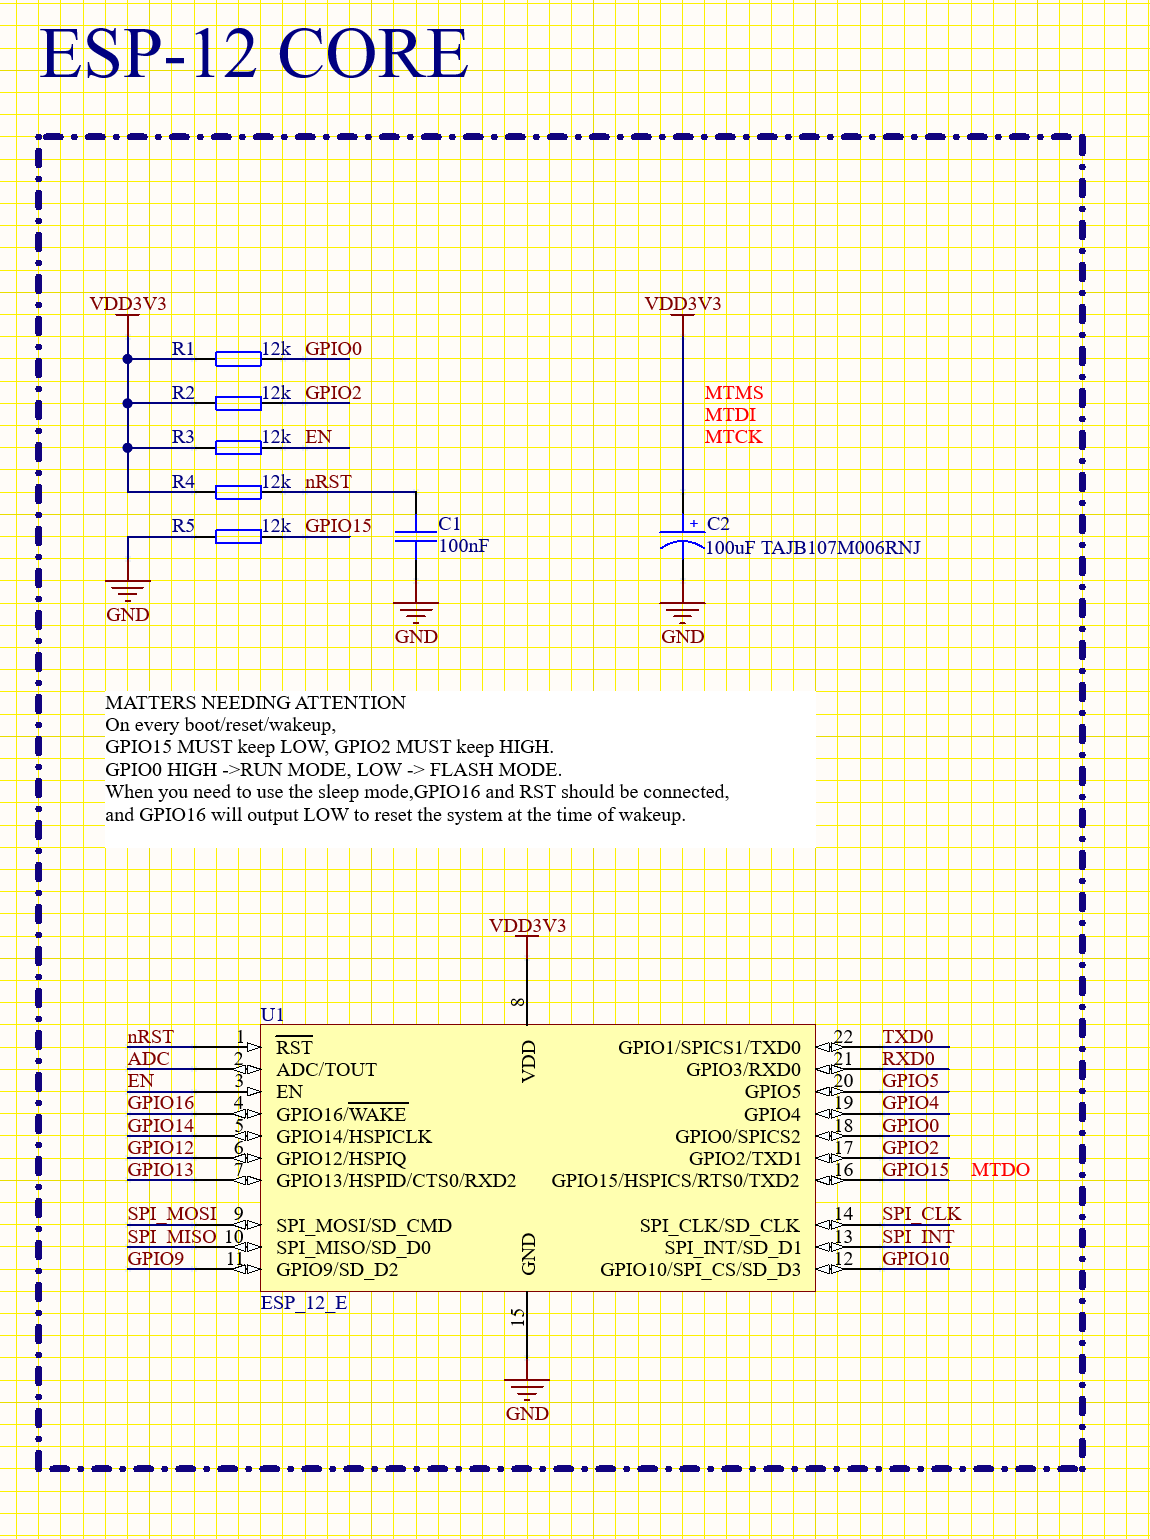 ESP-12 CORE
VDD3V3
R1 12k GPIO0
R2 12k GPIO2
R3 12k EN
R4 12k nRST
R5 12k GPIO15
GND
C1
100nF
GND
VDD3V3
MTMS
MTDI
MTCK
+ C2
100uF TAJB107M006RNJ
GND
MATTERS NEEDING ATTENTION
On every boot/reset/wakeup,
GPIO15 MUST keep LOW, GPIO2 MUST keep HIGH.
GPIO0 HIGH ->RUN MODE, LOW -> FLASH MODE.
When you need to use the sleep mode,GPIO16 and RST should be connected,
and GPIO16 will output LOW to reset the system at the time of wakeup.
VDD3V3
8
U1
VDD
nRST 1 RST
ADC 2 ADC/TOUT
EN 3 EN
GPIO16 4 GPIO16/WAKE
GPIO14 5 GPIO14/HSPICLK
GPIO12 6 GPIO12/HSPIQ
GPIO13 7 GPIO13/HSPID/CTS0/RXD2
SPI_MOSI 9 SPI_MOSI/SD_CMD
SPI_MISO 10 SPI_MISO/SD_D0
GPIO9 11 GPIO9/SD_D2
GPIO1/SPICS1/TXD0 22 TXD0
GPIO3/RXD0 21 RXD0
GPIO5 20 GPIO5
GPIO4 19 GPIO4
GPIO0/SPICS2 18 GPIO0
GPIO2/TXD1 17 GPIO2
GPIO15/HSPICS/RTS0/TXD2 16 GPIO15 MTDO
SPI_CLK/SD_CLK 14 SPI_CLK
SPI_INT/SD_D1 13 SPI_INT
GPIO10/SPI_CS/SD_D3 12 GPIO10
GND
ESP_12_E
15
GND